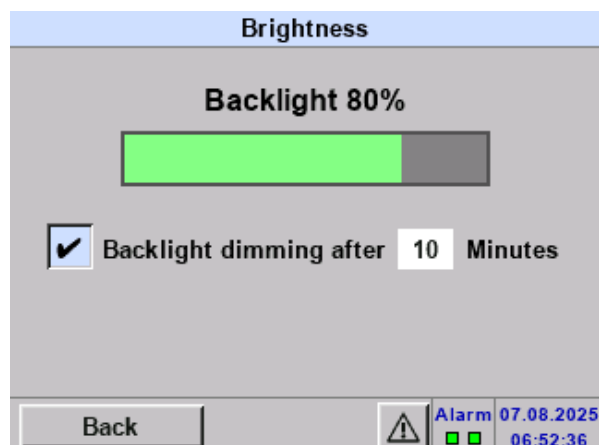 Brightness
Backlight 80%
Backlight dimming after 10 Minutes
Back
Alarm
07.08.2025
06:52:36